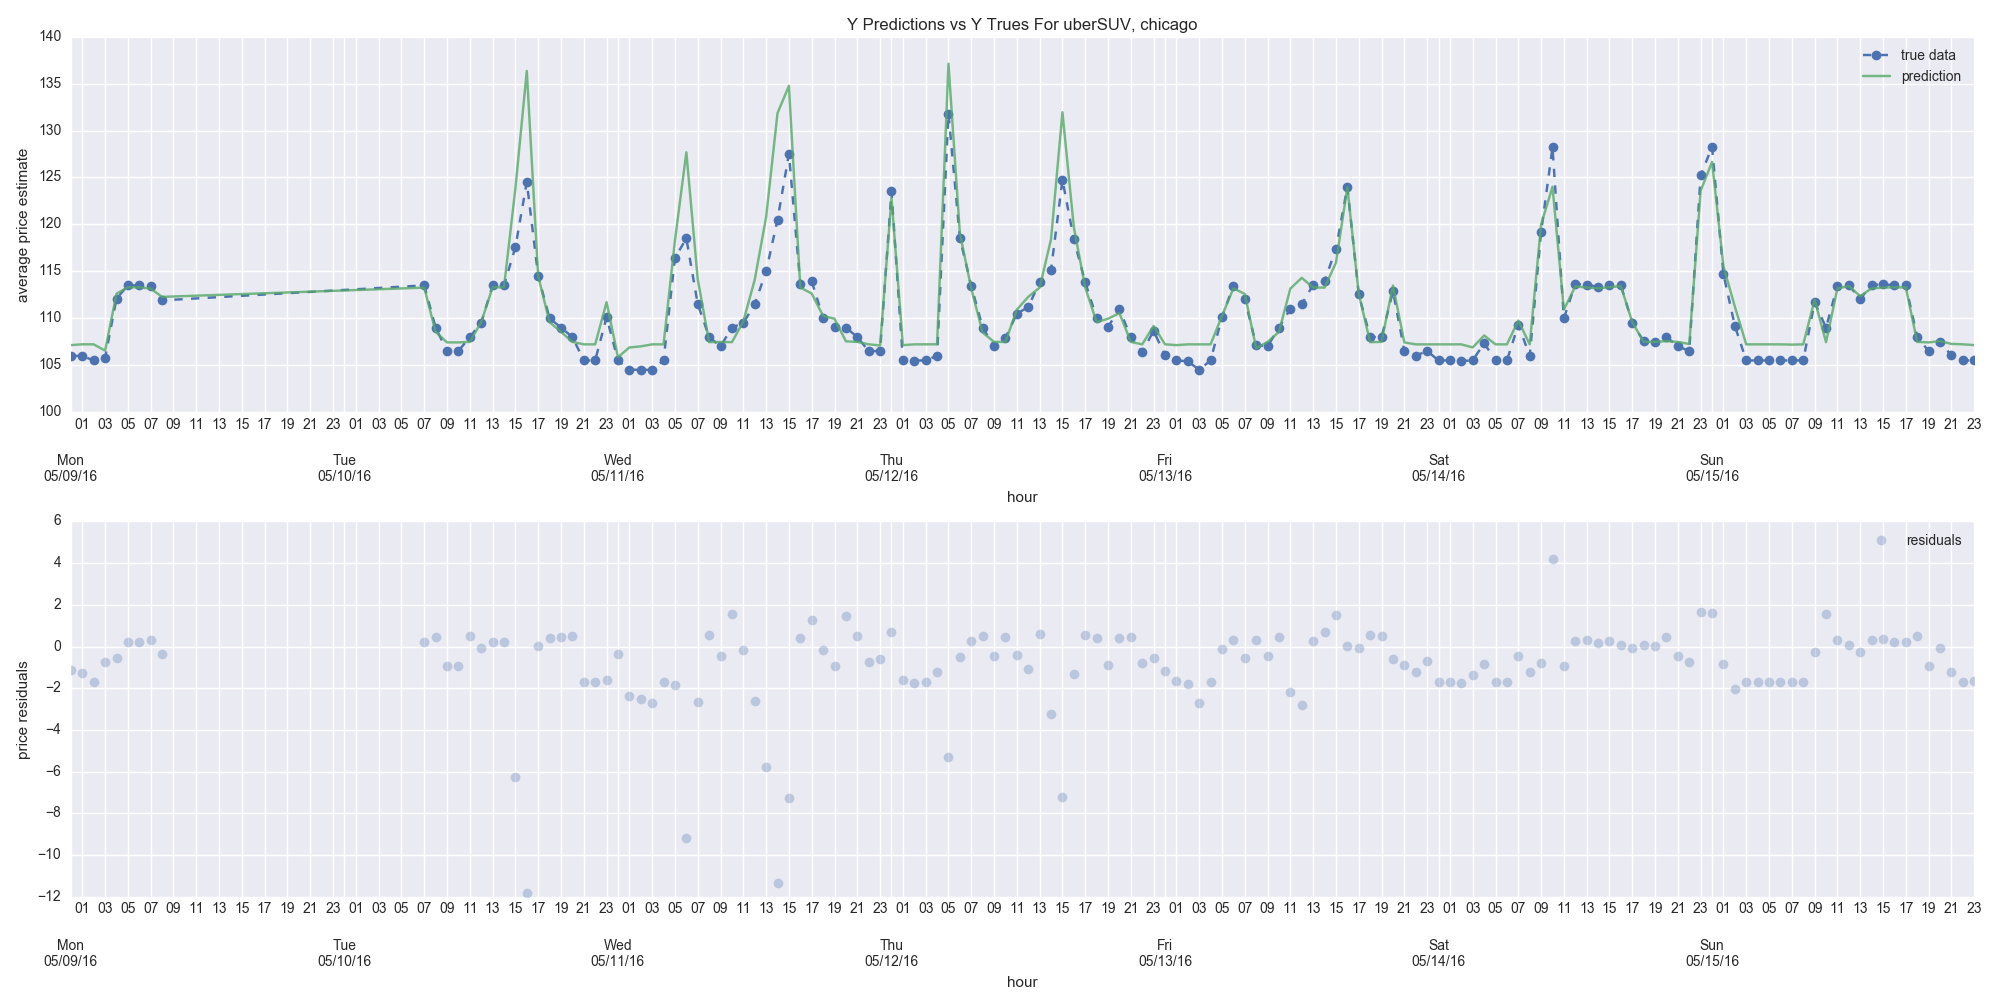 Y Predictions vs Y Trues For uberSUV, chicago
140
135
130
125
120
115
110
105
100
average price estimate
true data
prediction
01 03 05 07 09 11 13 15 17 19 21 23 01 03 05 07 09 11 13 15 17 19 21 23 01 03 05 07 09 11 13 15 17 19 21 23 01 03 05 07 09 11 13 15 17 19 21 23 01 03 05 07 09 11 13 15 17 19 21 23 01 03 05 07 09 11 13 15 17 19 21 23 01 03 05 07 09 11 13 15 17 19 21 23
Mon Tue Wed Thu Fri Sat Sun
05/09/16 05/10/16 05/11/16 05/12/16 05/13/16 05/14/16 05/15/16
hour
6
4
2
0
−2
−4
−6
−8
−10
−12
price residuals
residuals
01 03 05 07 09 11 13 15 17 19 21 23 01 03 05 07 09 11 13 15 17 19 21 23 01 03 05 07 09 11 13 15 17 19 21 23 01 03 05 07 09 11 13 15 17 19 21 23 01 03 05 07 09 11 13 15 17 19 21 23 01 03 05 07 09 11 13 15 17 19 21 23 01 03 05 07 09 11 13 15 17 19 21 23
Mon Tue Wed Thu Fri Sat Sun
05/09/16 05/10/16 05/11/16 05/12/16 05/13/16 05/14/16 05/15/16
hour